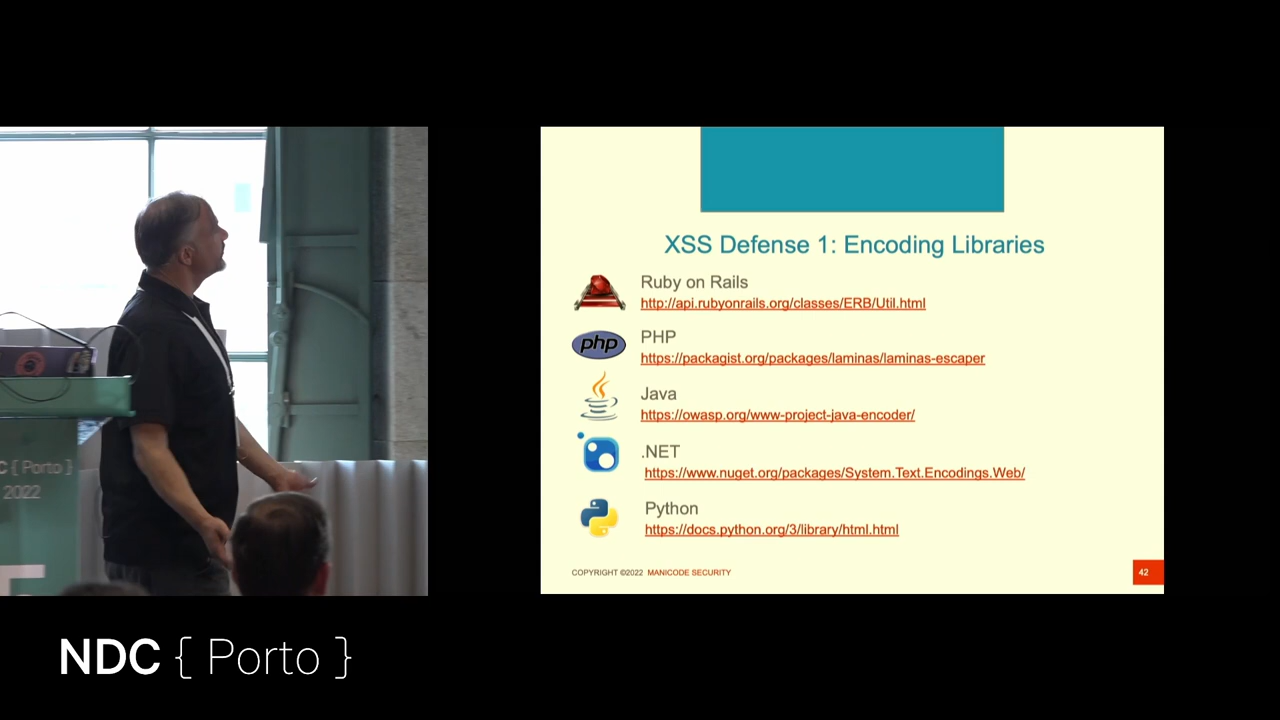 XSS Defense 1: Encoding Libraries
Ruby on Rails
http://api.rubyonrails.org/classes/ERB/Util.html
php
PHP
https://packagist.org/packages/laminas/laminas-escaper
Java
https://owasp.org/www-project-java-encoder/
.NET
https://www.nuget.org/packages/System.Text.Encodings.Web/
Python
https://docs.python.org/3/library/html.html
COPYRIGHT ©2022 MANICODE SECURITY
42
C { Porto }
2022
NDC { Porto }